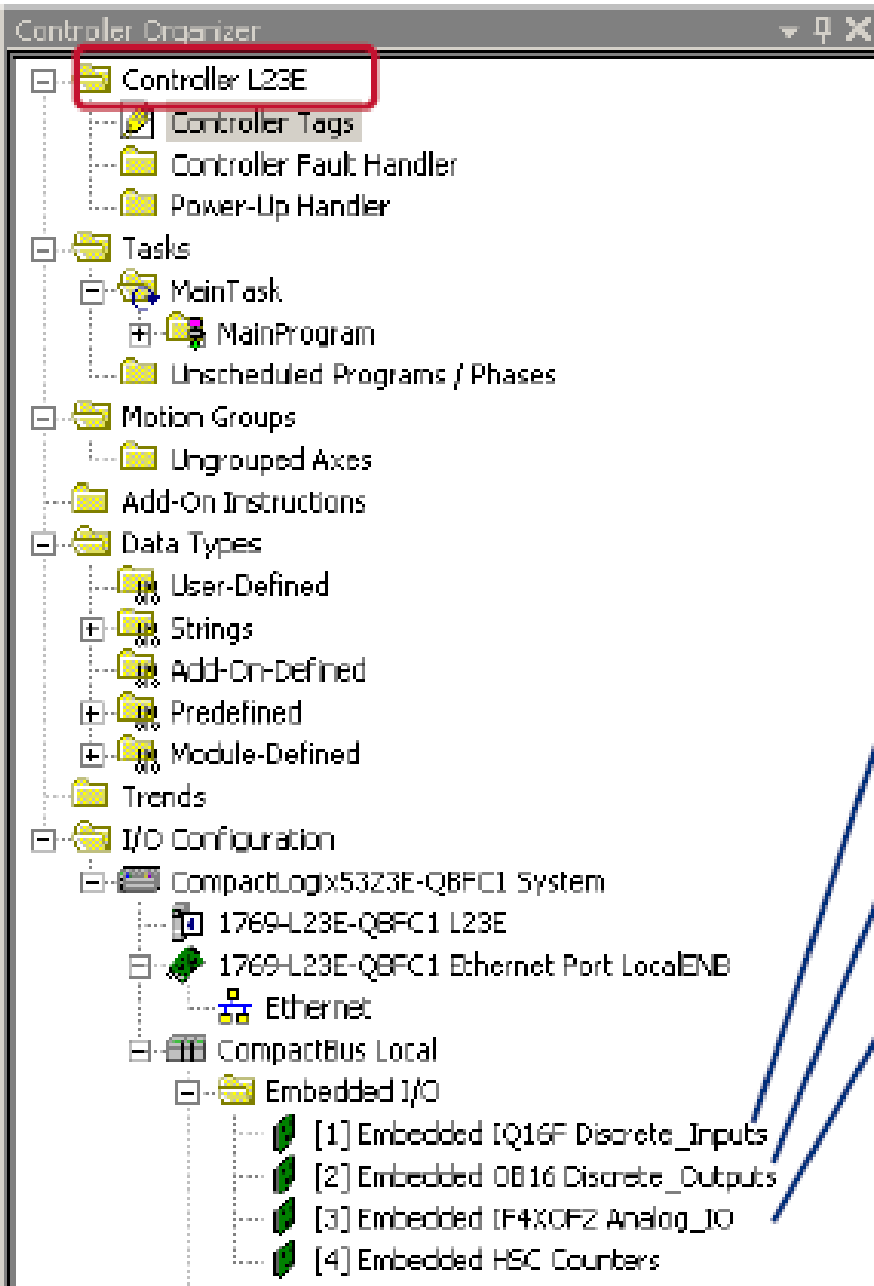 Controller Organizer
Controller L23E
Controller Tags
Controller Fault Handler
Power-Up Handler
Tasks
MainTask
MainProgram
Unscheduled Programs / Phases
Motion Groups
Ungrouped Axes
Add-On Instructions
Data Types
User-Defined
Strings
Add-On-Defined
Predefined
Module-Defined
Trends
I/O Configuration
CompactLogix5323E-QBFC1 System
1769-L23E-QBFC1 L23E
1769-L23E-QBFC1 Ethernet Port LocalENB
Ethernet
CompactBus Local
Embedded I/O
[1] Embedded IQ16F Discrete_Inputs
[2] Embedded OB16 Discrete_Outputs
[3] Embedded IF4XOF2 Analog_IO
[4] Embedded HSC Counters